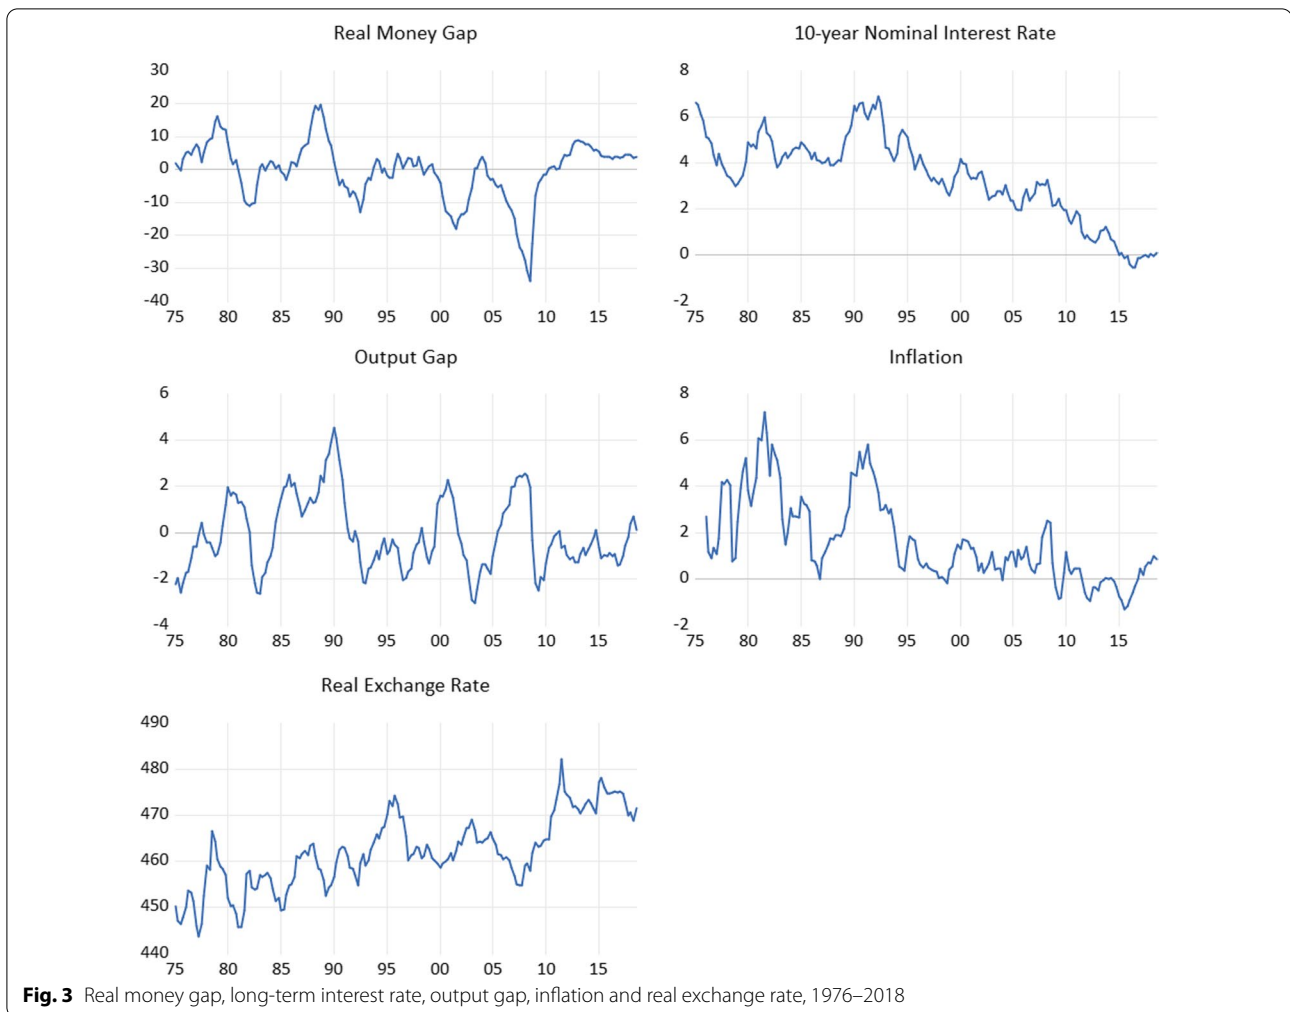 Real Money Gap
30
20
10
0
-10
-20
-30
-40
75 80 85 90 95 00 05 10 15
10-year Nominal Interest Rate
8
6
4
2
0
-2
75 80 85 90 95 00 05 10 15
Output Gap
6
4
2
0
-2
-4
75 80 85 90 95 00 05 10 15
Inflation
8
6
4
2
0
-2
75 80 85 90 95 00 05 10 15
Real Exchange Rate
490
480
470
460
450
440
75 80 85 90 95 00 05 10 15
Fig. 3 Real money gap, long-term interest rate, output gap, inflation and real exchange rate, 1976–2018